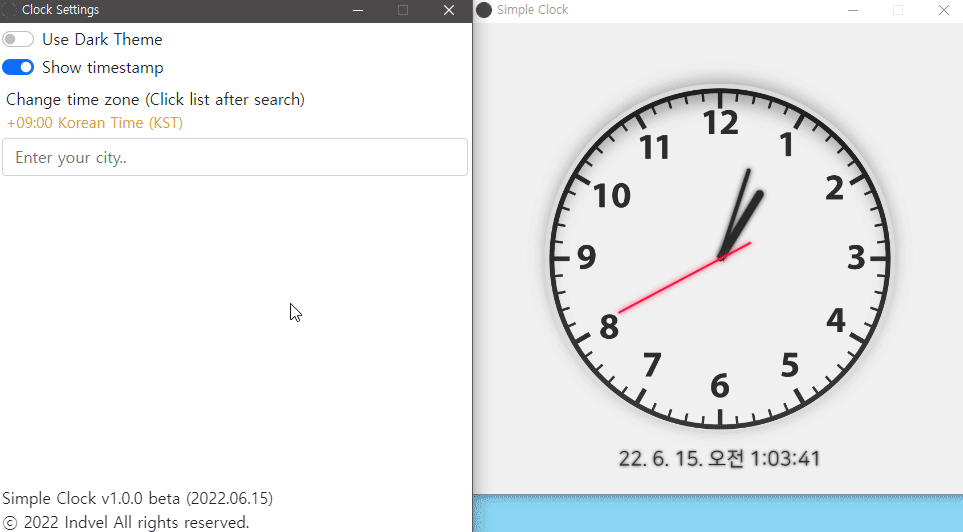 Clock Settings
Use Dark Theme
Show timestamp
Change time zone (Click list after search)
+09:00 Korean Time (KST)
Enter your city..
Simple Clock v1.0.0 beta (2022.06.15)
ⓒ 2022 Indvel All rights reserved.
Simple Clock
12
1
2
3
4
5
6
7
8
9
10
11
22. 6. 15. 오전 1:03:41